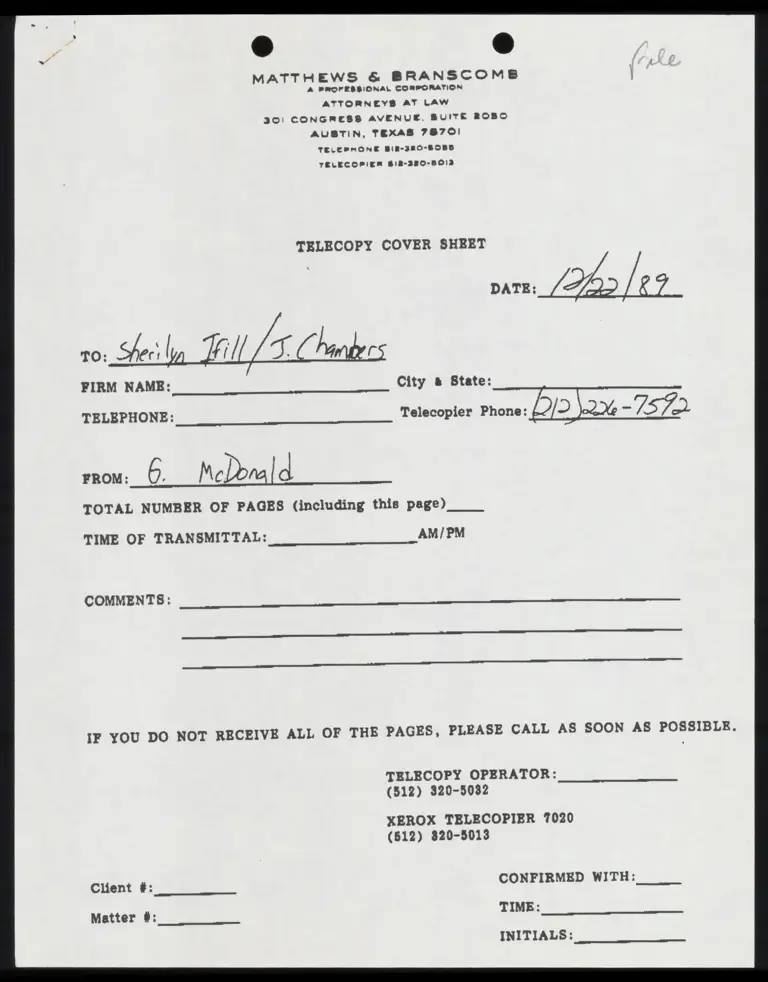 file
MATTHEWS & BRANSCOMB
A PROFESSIONAL CORPORATION
ATTORNEYS AT LAW
301 CONGRESS AVENUE, SUITE 2050
AUSTIN, TEXAS 78701
TELEPHONE 512-320-5055
TELECOPIER 512-320-5013
TELECOPY COVER SHEET
DATE: 12/22/89
TO: Sherilyn Ifill / J. Chambers
FIRM NAME: City & State:
TELEPHONE: Telecopier Phone: (212) 226-7592
FROM: G. McDonald
TOTAL NUMBER OF PAGES (including this page)
TIME OF TRANSMITTAL: AM/PM
COMMENTS:
IF YOU DO NOT RECEIVE ALL OF THE PAGES, PLEASE CALL AS SOON AS POSSIBLE.
TELECOPY OPERATOR:
(512) 320-5032
XEROX TELECOPIER 7020
(512) 320-5013
CONFIRMED WITH:
Client #:
TIME:
Matter #:
INITIALS: